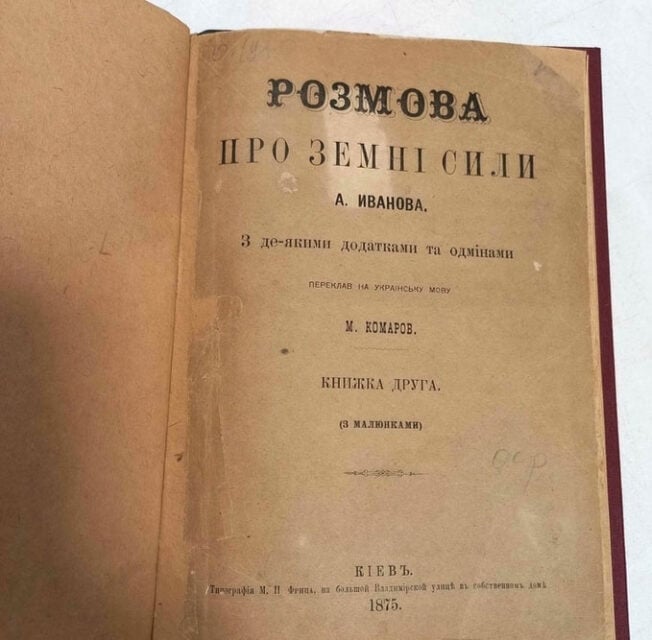 РОЗМОВА
ПРО ЗЕМНІ СИЛИ
А. ИВАНОВА.
З де-якими додатками та одмінами
ПЕРЕКЛАВ НА УКРАІНСЬКУ МОВУ
М. КОМАРОВ.
КНИЖКА ДРУГА.
(З МАЛЮНКАМИ)
КІЕВЪ.
Типографія М. П. Фрица, на большой Владимірской улицѣ въ собственномъ домѣ
1875.